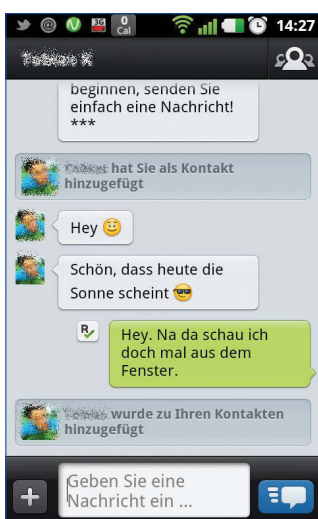 @
3G
0
Cal
14:27
beginnen, senden Sie
einfach eine Nachricht!
***
hat Sie als Kontakt
hinzugefügt
Hey
Schön, dass heute die
Sonne scheint
R
Hey. Na da schau ich
doch mal aus dem
Fenster.
wurde zu Ihren Kontakten
hinzugefügt
Geben Sie eine
Nachricht ein ...